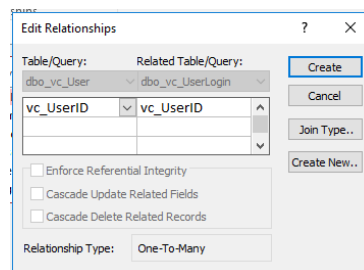 Edit Relationships ? ×
Table/Query: Related Table/Query:
dbo_vc_User dbo_vc_UserLogin
vc_UserID vc_UserID
Enforce Referential Integrity
Cascade Update Related Fields
Cascade Delete Related Records
Relationship Type: One-To-Many
Create
Cancel
Join Type..
Create New..